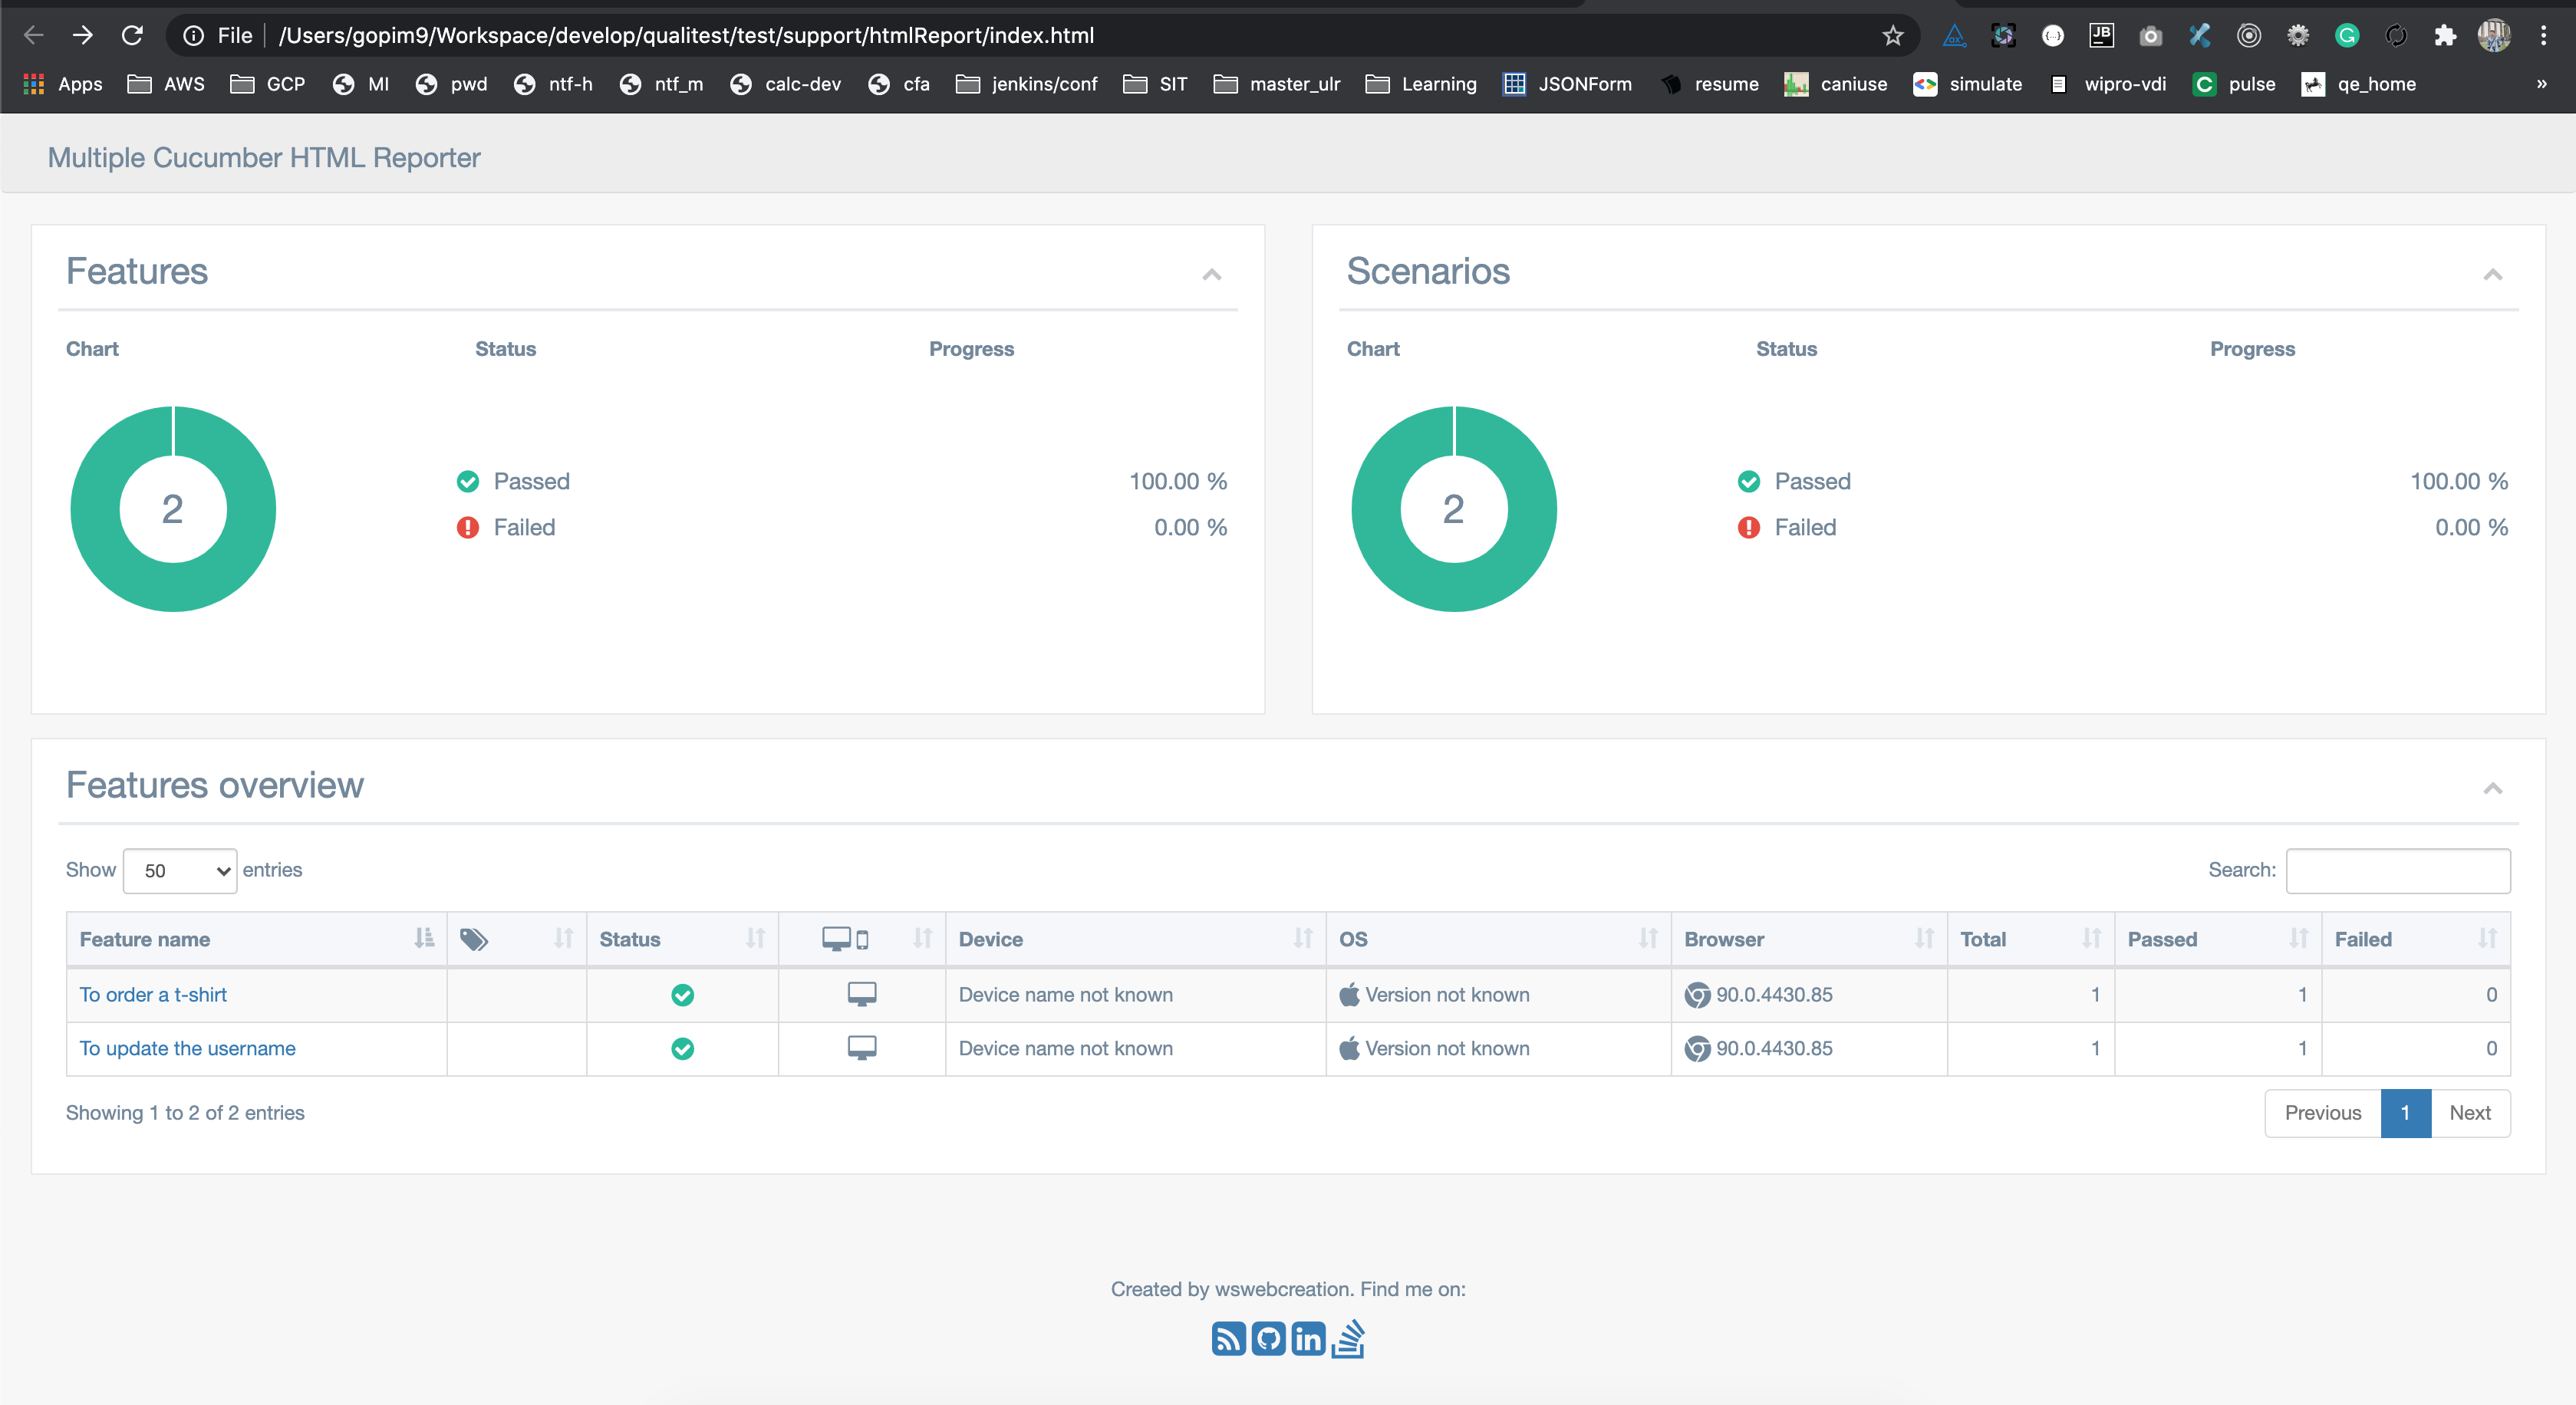 File /Users/gopim9/Workspace/develop/qualitest/test/support/htmlReport/index.html
JB
Apps AWS GCP MI pwd ntf-h ntf_m calc-dev cfa jenkins/conf SIT master_ulr Learning JSONForm resume caniuse simulate wipro-vdi pulse qe_home »
Multiple Cucumber HTML Reporter
Features
Chart Status Progress
2
Passed 100.00 %
Failed 0.00 %
Scenarios
Chart Status Progress
2
Passed 100.00 %
Failed 0.00 %
Features overview
Show 50 entries Search:
Feature name Status Device OS Browser Total Passed Failed
To order a t-shirt Device name not known Version not known 90.0.4430.85 1 1 0
To update the username Device name not known Version not known 90.0.4430.85 1 1 0
Showing 1 to 2 of 2 entries Previous 1 Next
Created by wswebcreation. Find me on:
in